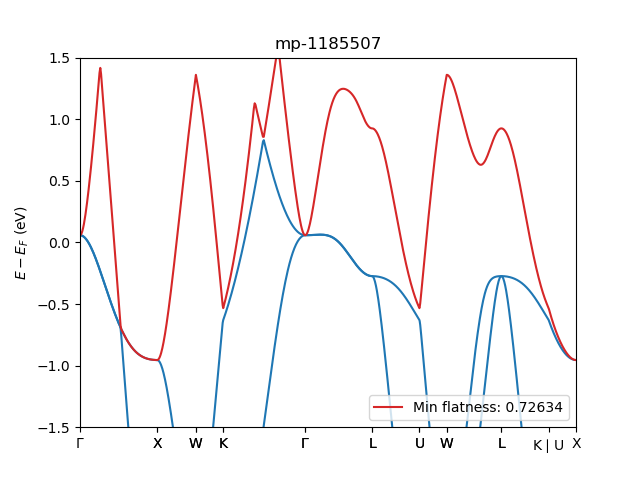 mp-1185507
E − E_F (eV)
1.5
1.0
0.5
0.0
−0.5
−1.0
−1.5
Min flatness: 0.72634
Γ X W K Γ L U W L K | U X